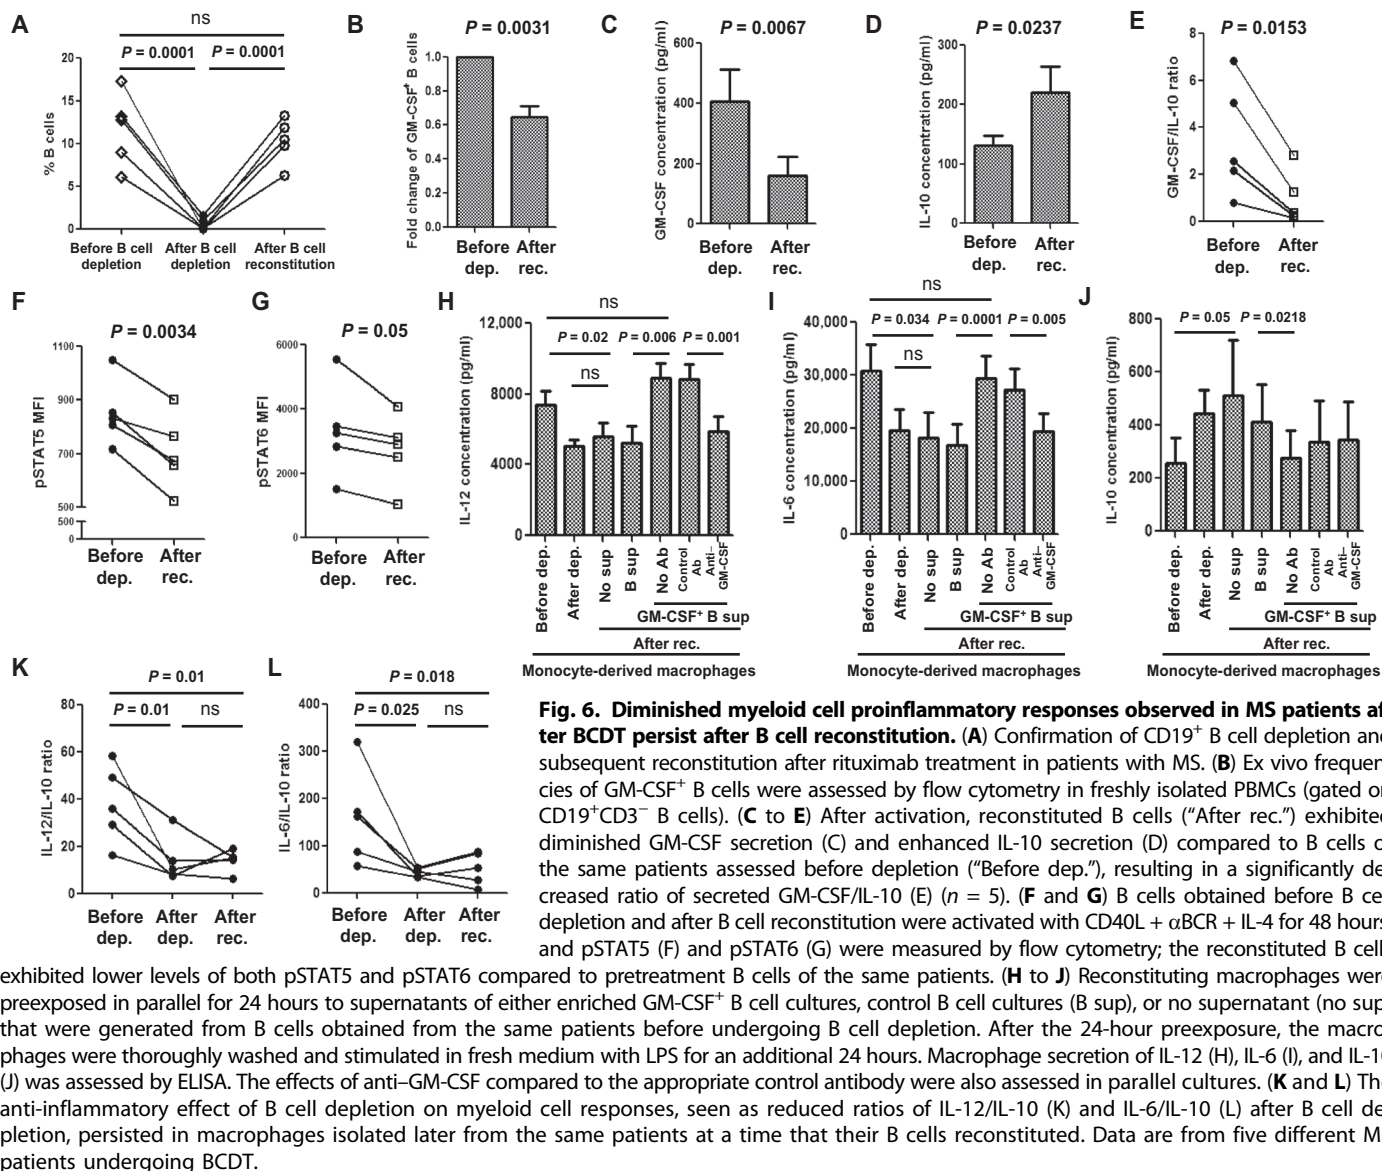 A
ns
P = 0.0001
P = 0.0001
20
15
10
5
0
% B cells
Before B cell
depletion
After B cell
depletion
After B cell
reconstitution
B
P = 0.0031
Fold change of GM-CSF+ B cells
1.0
0.8
0.6
0.4
0.2
0.0
Before
dep.
After
rec.
C
P = 0.0067
GM-CSF concentration (pg/ml)
600
400
200
0
Before
dep.
After
rec.
D
P = 0.0237
IL-10 concentration (pg/ml)
300
200
100
0
Before
dep.
After
rec.
E
P = 0.0153
GM-CSF/IL-10 ratio
8
6
4
2
0
Before
dep.
After
rec.
F
P = 0.0034
pSTAT5 MFI
1100
900
700
500
500
0
Before
dep.
After
rec.
G
P = 0.05
pSTAT6 MFI
6000
4000
2000
0
Before
dep.
After
rec.
H
ns
P = 0.02
P = 0.006
P = 0.001
ns
IL-12 concentration (pg/ml)
12,000
8000
4000
0
Before dep.
After dep.
No sup
B sup
No Ab
Control
Ab
Anti–
GM-CSF
GM-CSF+ B sup
After rec.
Monocyte-derived macrophages
I
ns
P = 0.034
P = 0.0001
P = 0.005
ns
IL-6 concentration (pg/ml)
40,000
30,000
20,000
10,000
0
Before dep.
After dep.
No sup
B sup
No Ab
Control
Ab
Anti–
GM-CSF
GM-CSF+ B sup
After rec.
Monocyte-derived macrophages
J
P = 0.05
P = 0.0218
IL-10 concentration (pg/ml)
800
600
400
200
0
Before dep.
After dep.
No sup
B sup
No Ab
Control
Ab
Anti–
GM-CSF
GM-CSF+ B sup
After rec.
Monocyte-derived macrophages
K
P = 0.01
P = 0.01
ns
IL-12/IL-10 ratio
80
60
40
20
0
Before
dep.
After
dep.
After
rec.
L
P = 0.018
P = 0.025
ns
IL-6/IL-10 ratio
400
300
200
100
0
Before
dep.
After
dep.
After
rec.
Fig. 6. Diminished myeloid cell proinflammatory responses observed in MS patients af
ter BCDT persist after B cell reconstitution. (A) Confirmation of CD19+ B cell depletion and
subsequent reconstitution after rituximab treatment in patients with MS. (B) Ex vivo frequen
cies of GM-CSF+ B cells were assessed by flow cytometry in freshly isolated PBMCs (gated on
CD19+CD3− B cells). (C to E) After activation, reconstituted B cells (“After rec.”) exhibited
diminished GM-CSF secretion (C) and enhanced IL-10 secretion (D) compared to B cells o
the same patients assessed before depletion (“Before dep.”), resulting in a significantly de
creased ratio of secreted GM-CSF/IL-10 (E) (n = 5). (F and G) B cells obtained before B cel
depletion and after B cell reconstitution were activated with CD40L + αBCR + IL-4 for 48 hours
and pSTAT5 (F) and pSTAT6 (G) were measured by flow cytometry; the reconstituted B cell
exhibited lower levels of both pSTAT5 and pSTAT6 compared to pretreatment B cells of the same patients. (H to J) Reconstituting macrophages were
preexposed in parallel for 24 hours to supernatants of either enriched GM-CSF+ B cell cultures, control B cell cultures (B sup), or no supernatant (no sup
that were generated from B cells obtained from the same patients before undergoing B cell depletion. After the 24-hour preexposure, the macro
phages were thoroughly washed and stimulated in fresh medium with LPS for an additional 24 hours. Macrophage secretion of IL-12 (H), IL-6 (I), and IL-10
(J) was assessed by ELISA. The effects of anti–GM-CSF compared to the appropriate control antibody were also assessed in parallel cultures. (K and L) The
anti-inflammatory effect of B cell depletion on myeloid cell responses, seen as reduced ratios of IL-12/IL-10 (K) and IL-6/IL-10 (L) after B cell de
pletion, persisted in macrophages isolated later from the same patients at a time that their B cells reconstituted. Data are from five different M
patients undergoing BCDT.